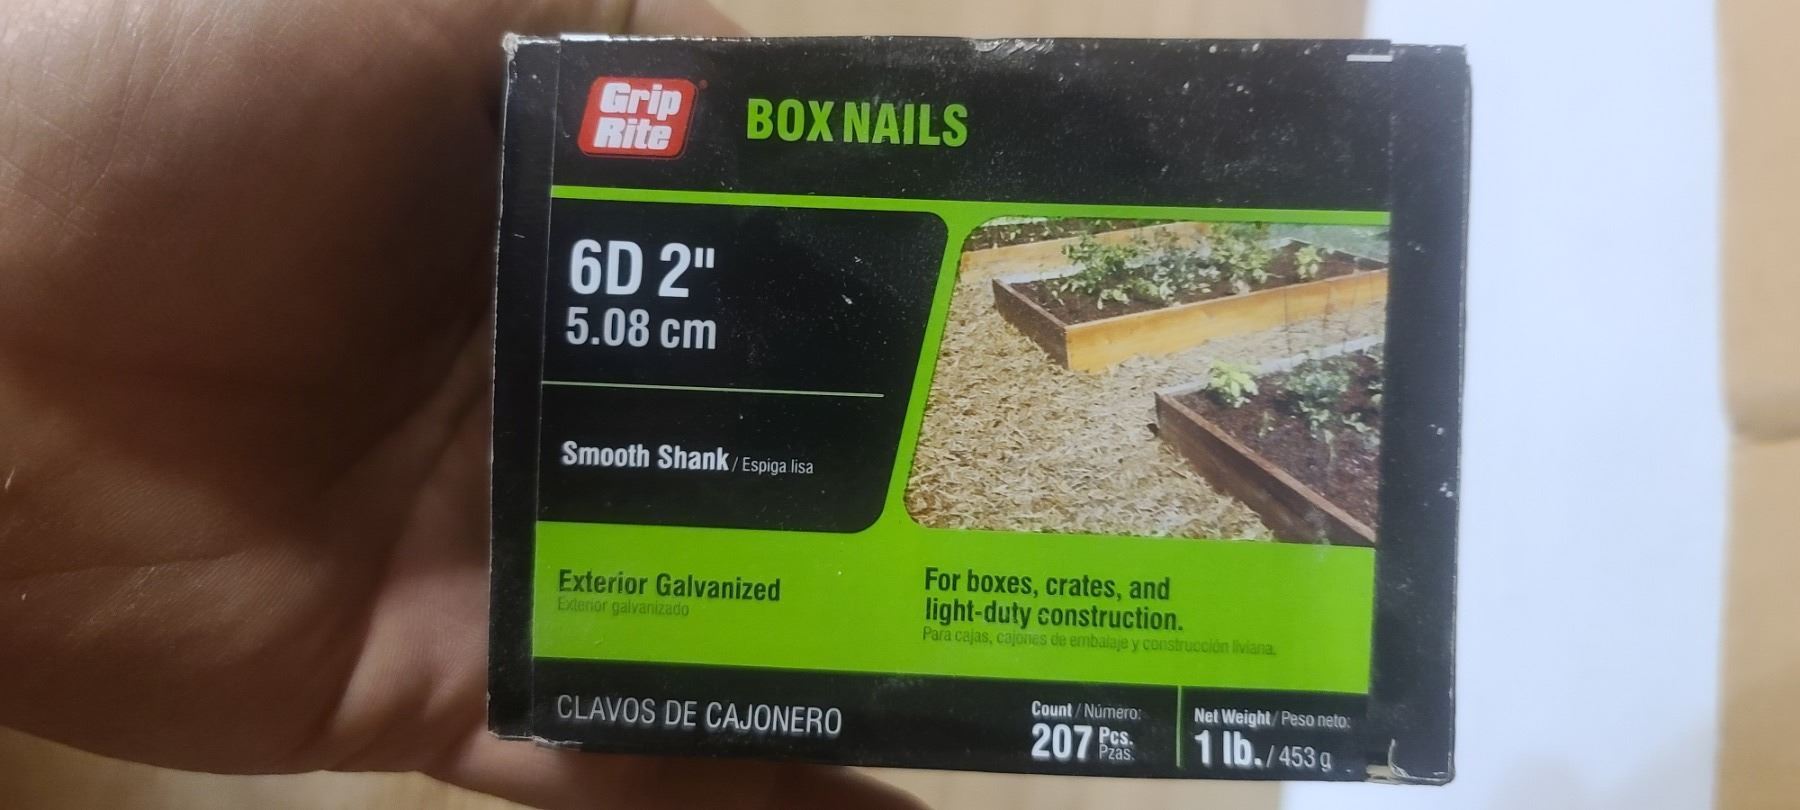 Grip
Rite®
BOX NAILS
6D 2"
5.08 cm
Smooth Shank / Espiga lisa
Exterior Galvanized
Exterior galvanizado
For boxes, crates, and
light-duty construction.
Para cajas, cajones de embalaje y construcción liviana.
CLAVOS DE CAJONERO
Count / Número:
207 Pcs.
Pzas.
Net Weight / Peso neto:
1 lb. / 453 g